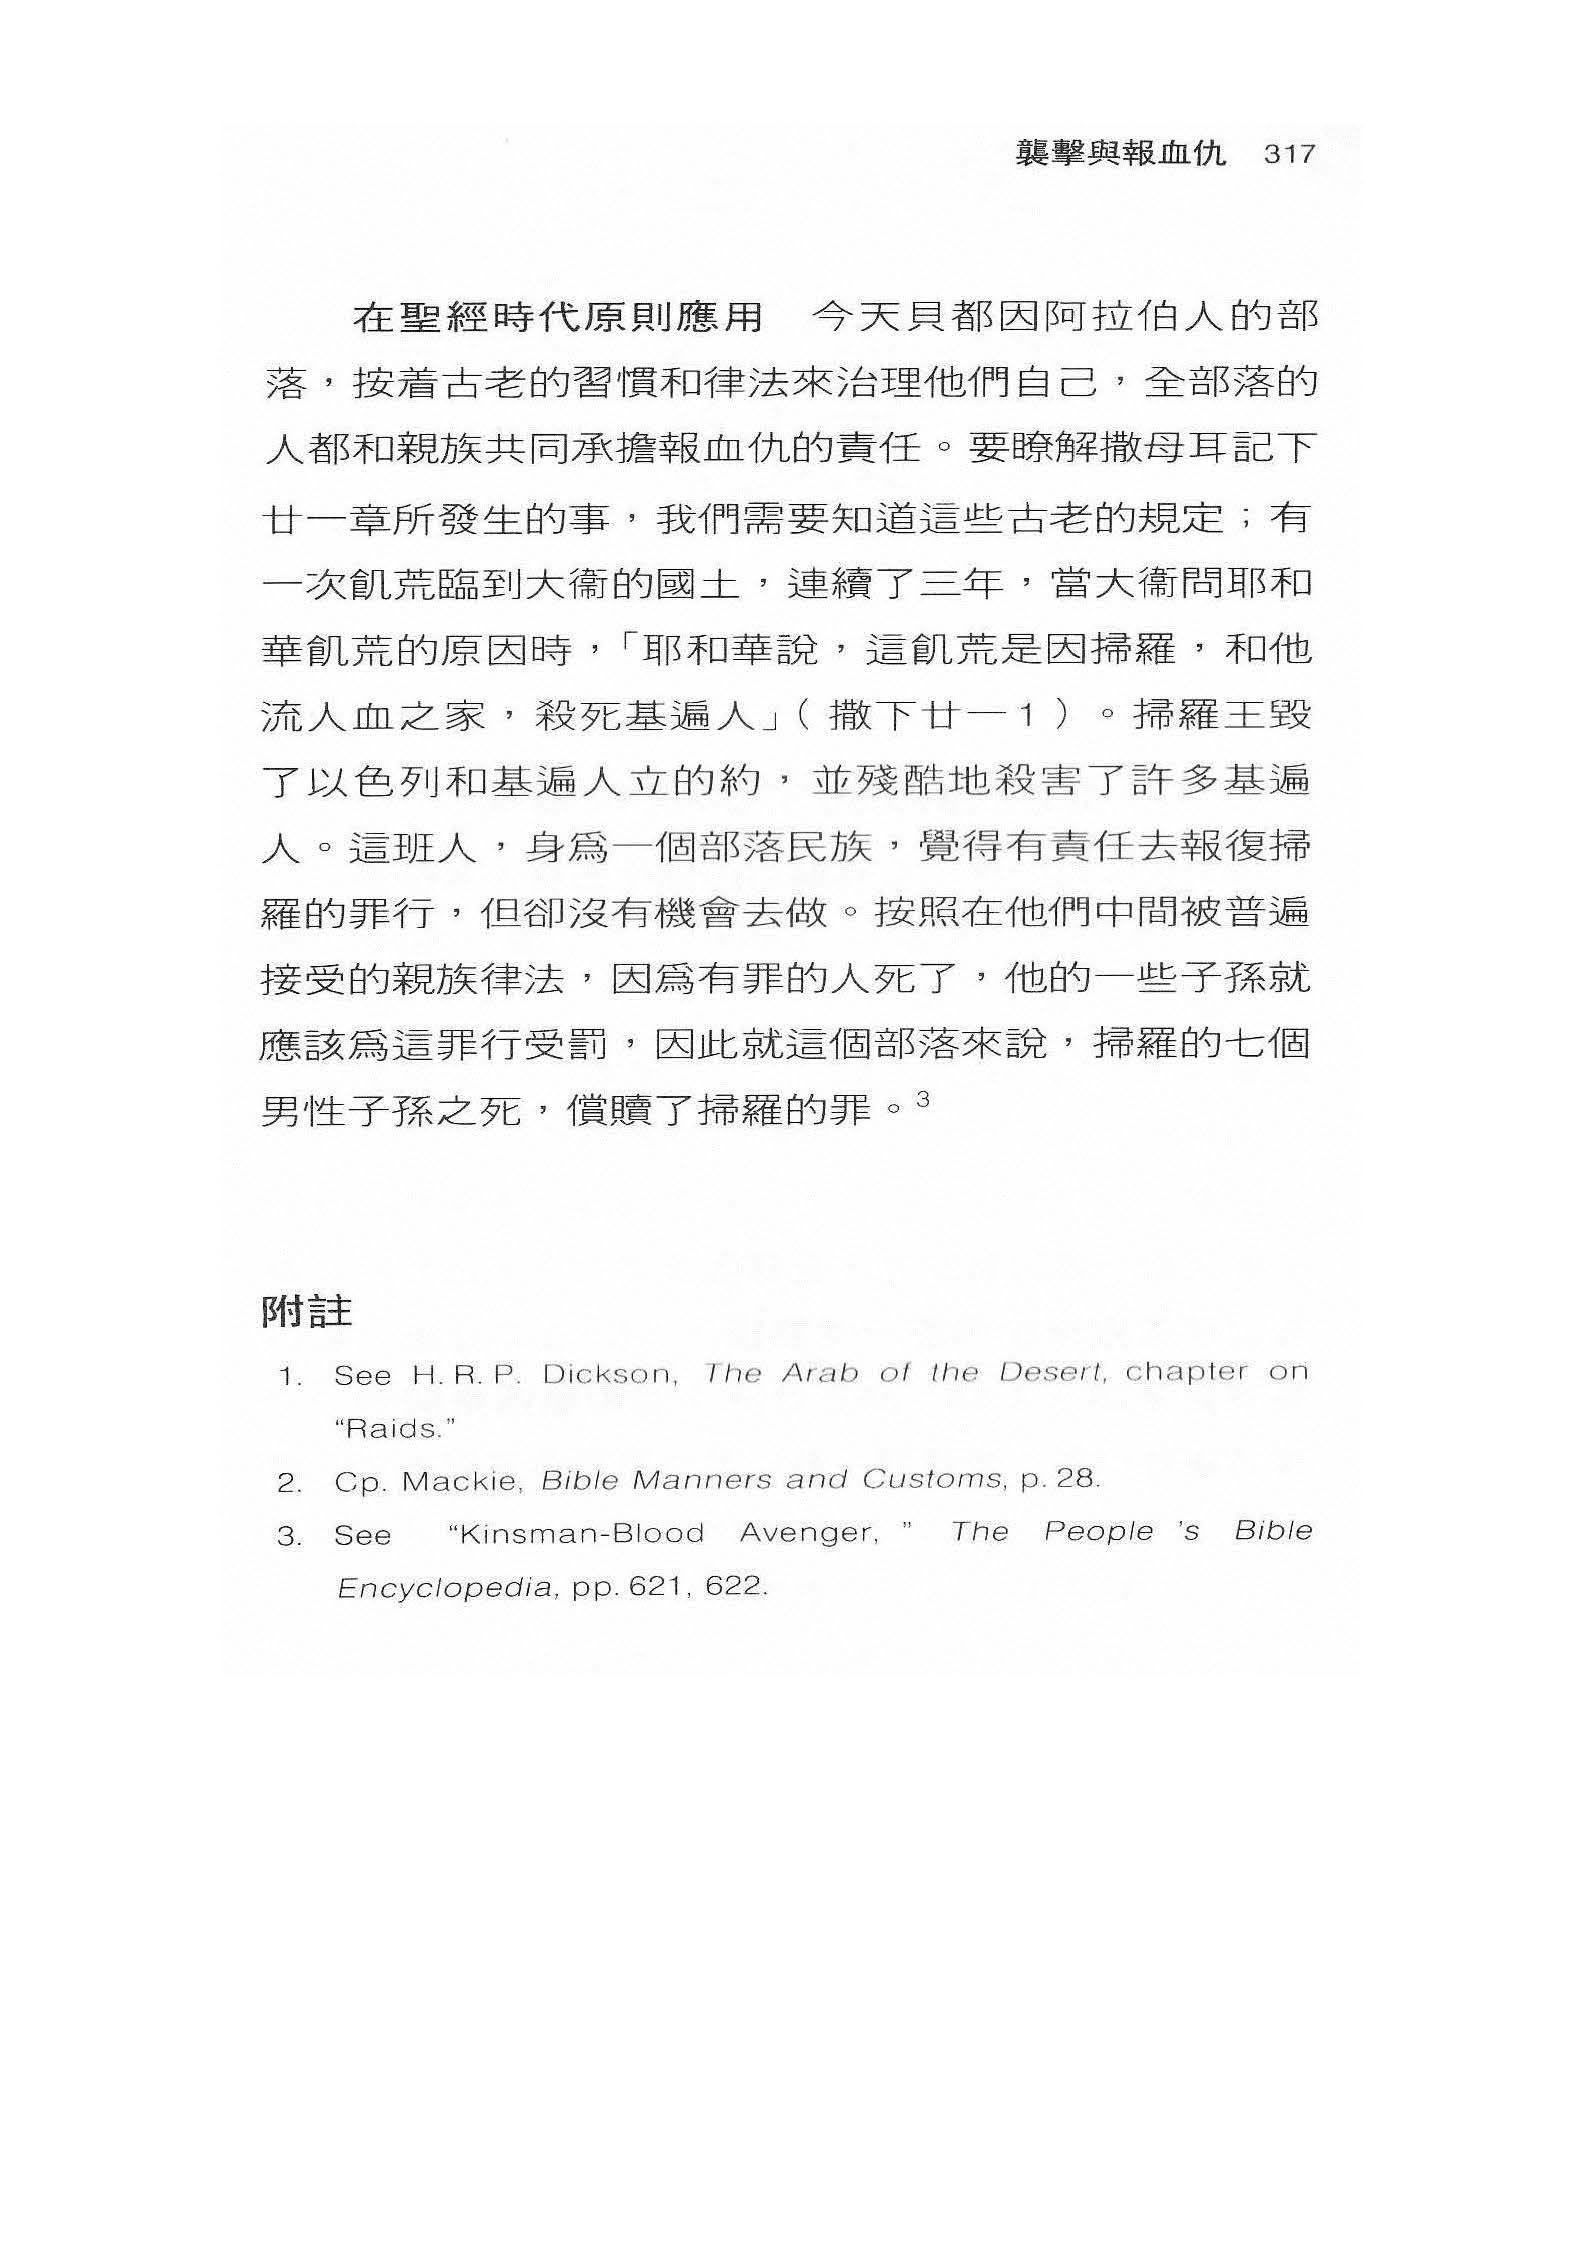 襲擊與報血仇 317
在聖經時代原則應用 今天貝都因阿拉伯人的部
落，按着古老的習慣和律法來治理他們自己，全部落的
人都和親族共同承擔報血仇的責任。要瞭解撒母耳記下
廿一章所發生的事，我們需要知道這些古老的規定；有
一次飢荒臨到大衞的國土，連續了三年，當大衞問耶和
華飢荒的原因時，「耶和華說，這飢荒是因掃羅，和他
流人血之家，殺死基遍人」（撒下廿一1）。掃羅王毀
了以色列和基遍人立的約，並殘酷地殺害了許多基遍
人。這班人，身爲一個部落民族，覺得有責任去報復掃
羅的罪行，但卻沒有機會去做。按照在他們中間被普遍
接受的親族律法，因爲有罪的人死了，他的一些子孫就
應該爲這罪行受罰，因此就這個部落來說，掃羅的七個
男性子孫之死，償贖了掃羅的罪。3
附註
1. See H. R. P. Dickson, The Arab of the Desert, chapter on
“Raids.”
2. Cp. Mackie, Bible Manners and Customs, p. 28.
3. See “Kinsman-Blood Avenger, ” The People ’s Bible
Encyclopedia, pp. 621, 622.